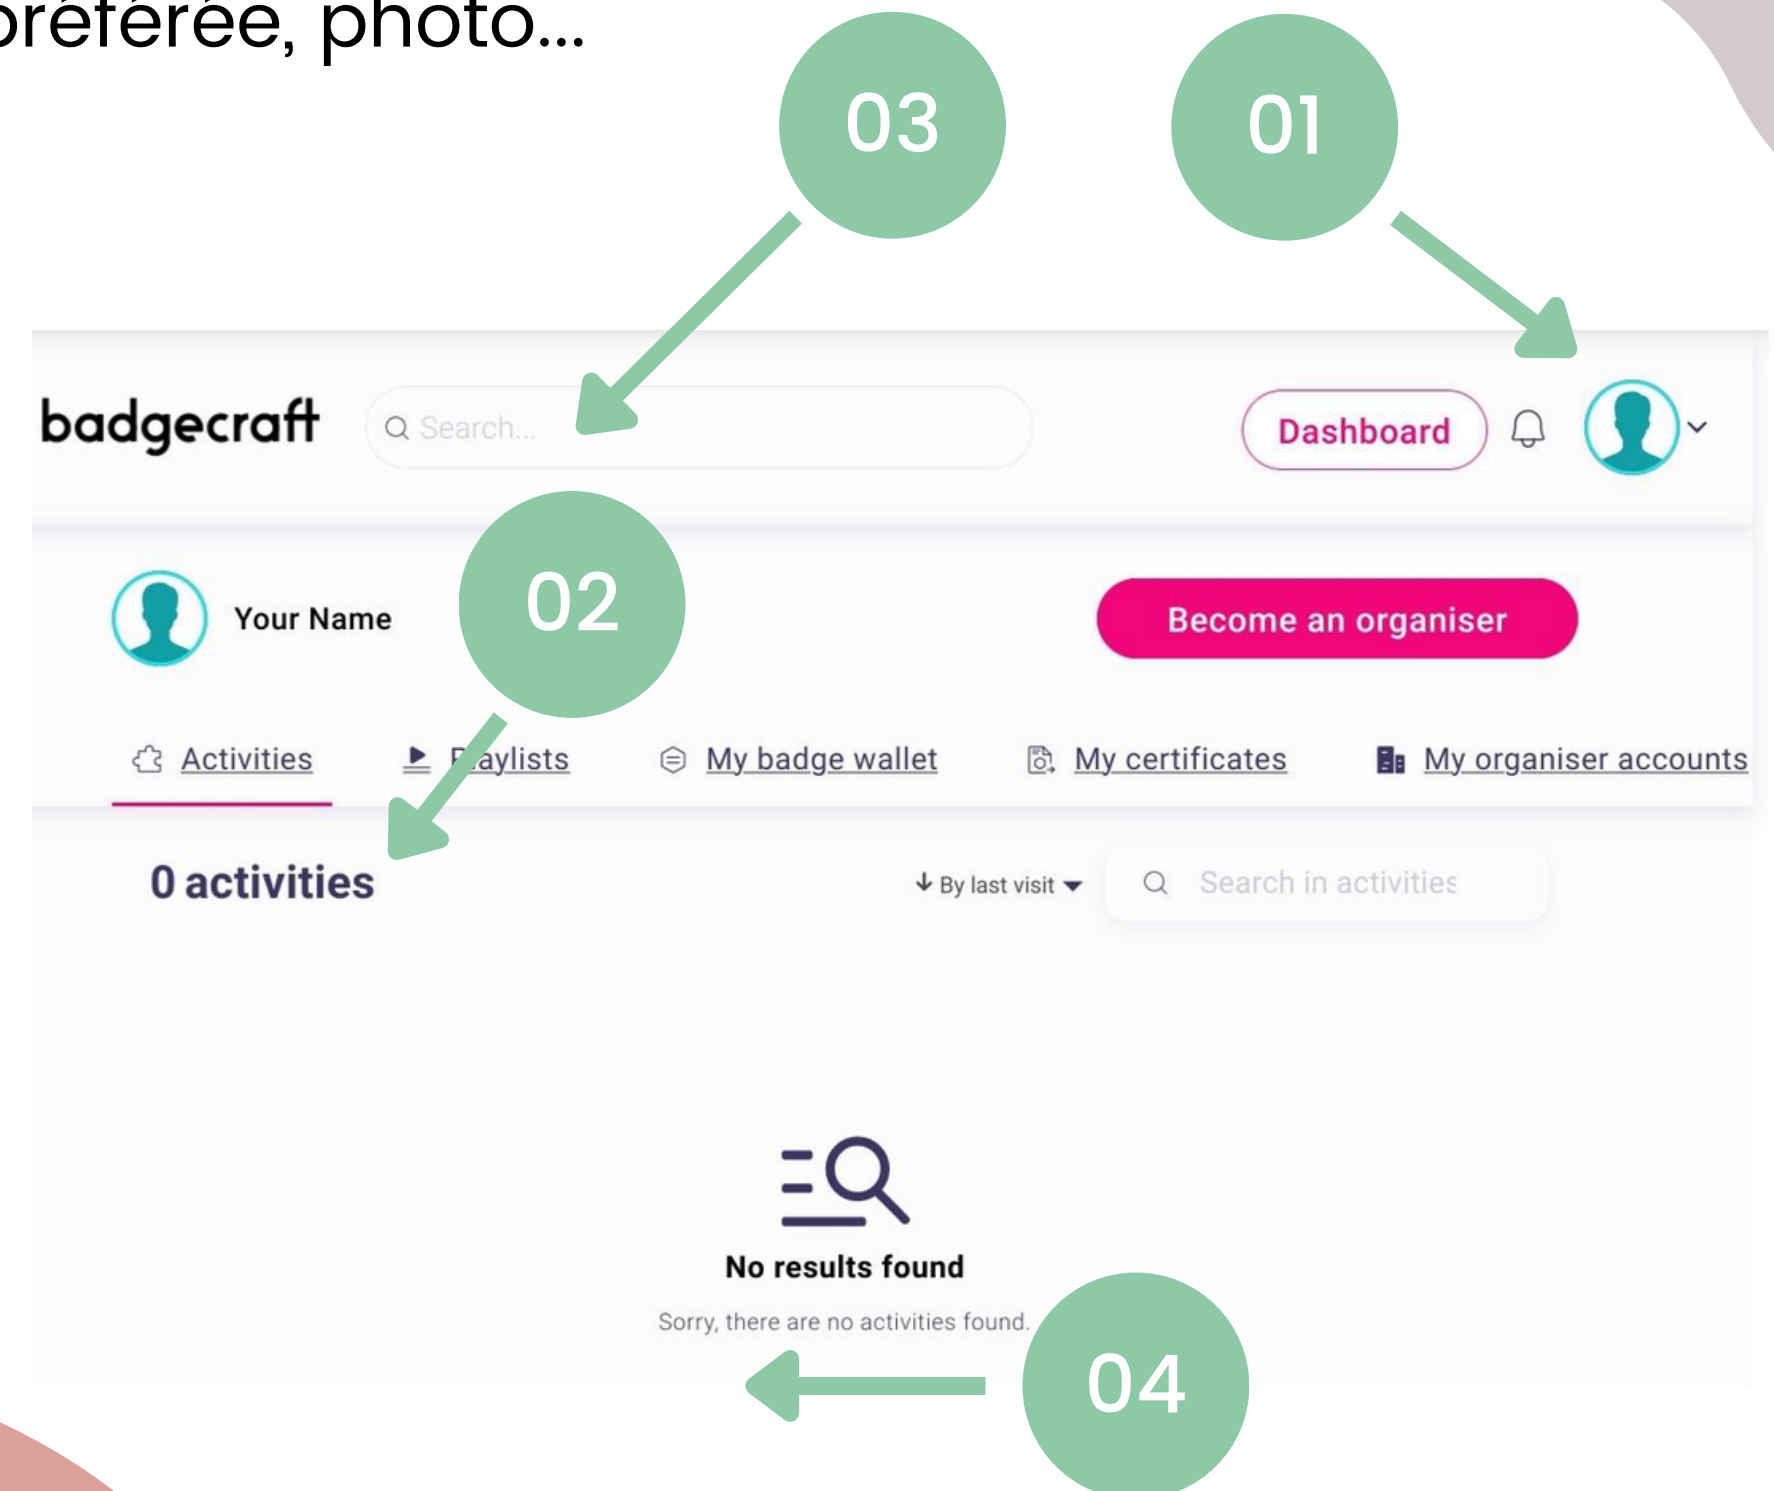 préférée, photo...
03
01
badgecraft
Search...
Dashboard
02
Your Name
Become an organiser
Activities
Playlists
My badge wallet
My certificates
My organiser accounts
0 activities
By last visit
Search in activities
No results found
Sorry, there are no activities found.
04